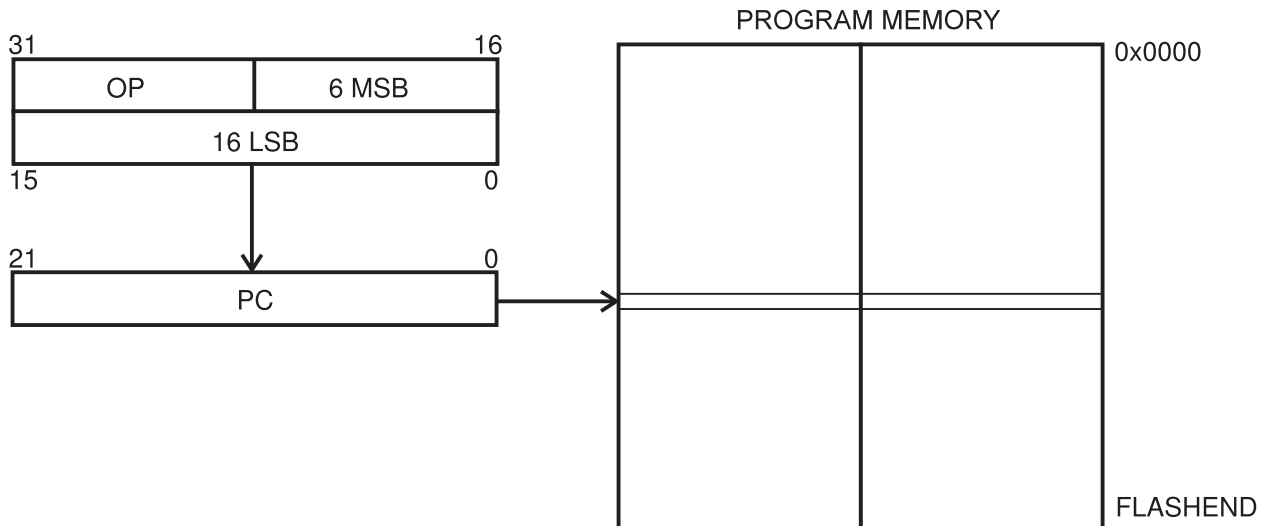 PROGRAM MEMORY
31 16
0x0000
OP 6 MSB
16 LSB
15 0
21 0
PC
FLASHEND